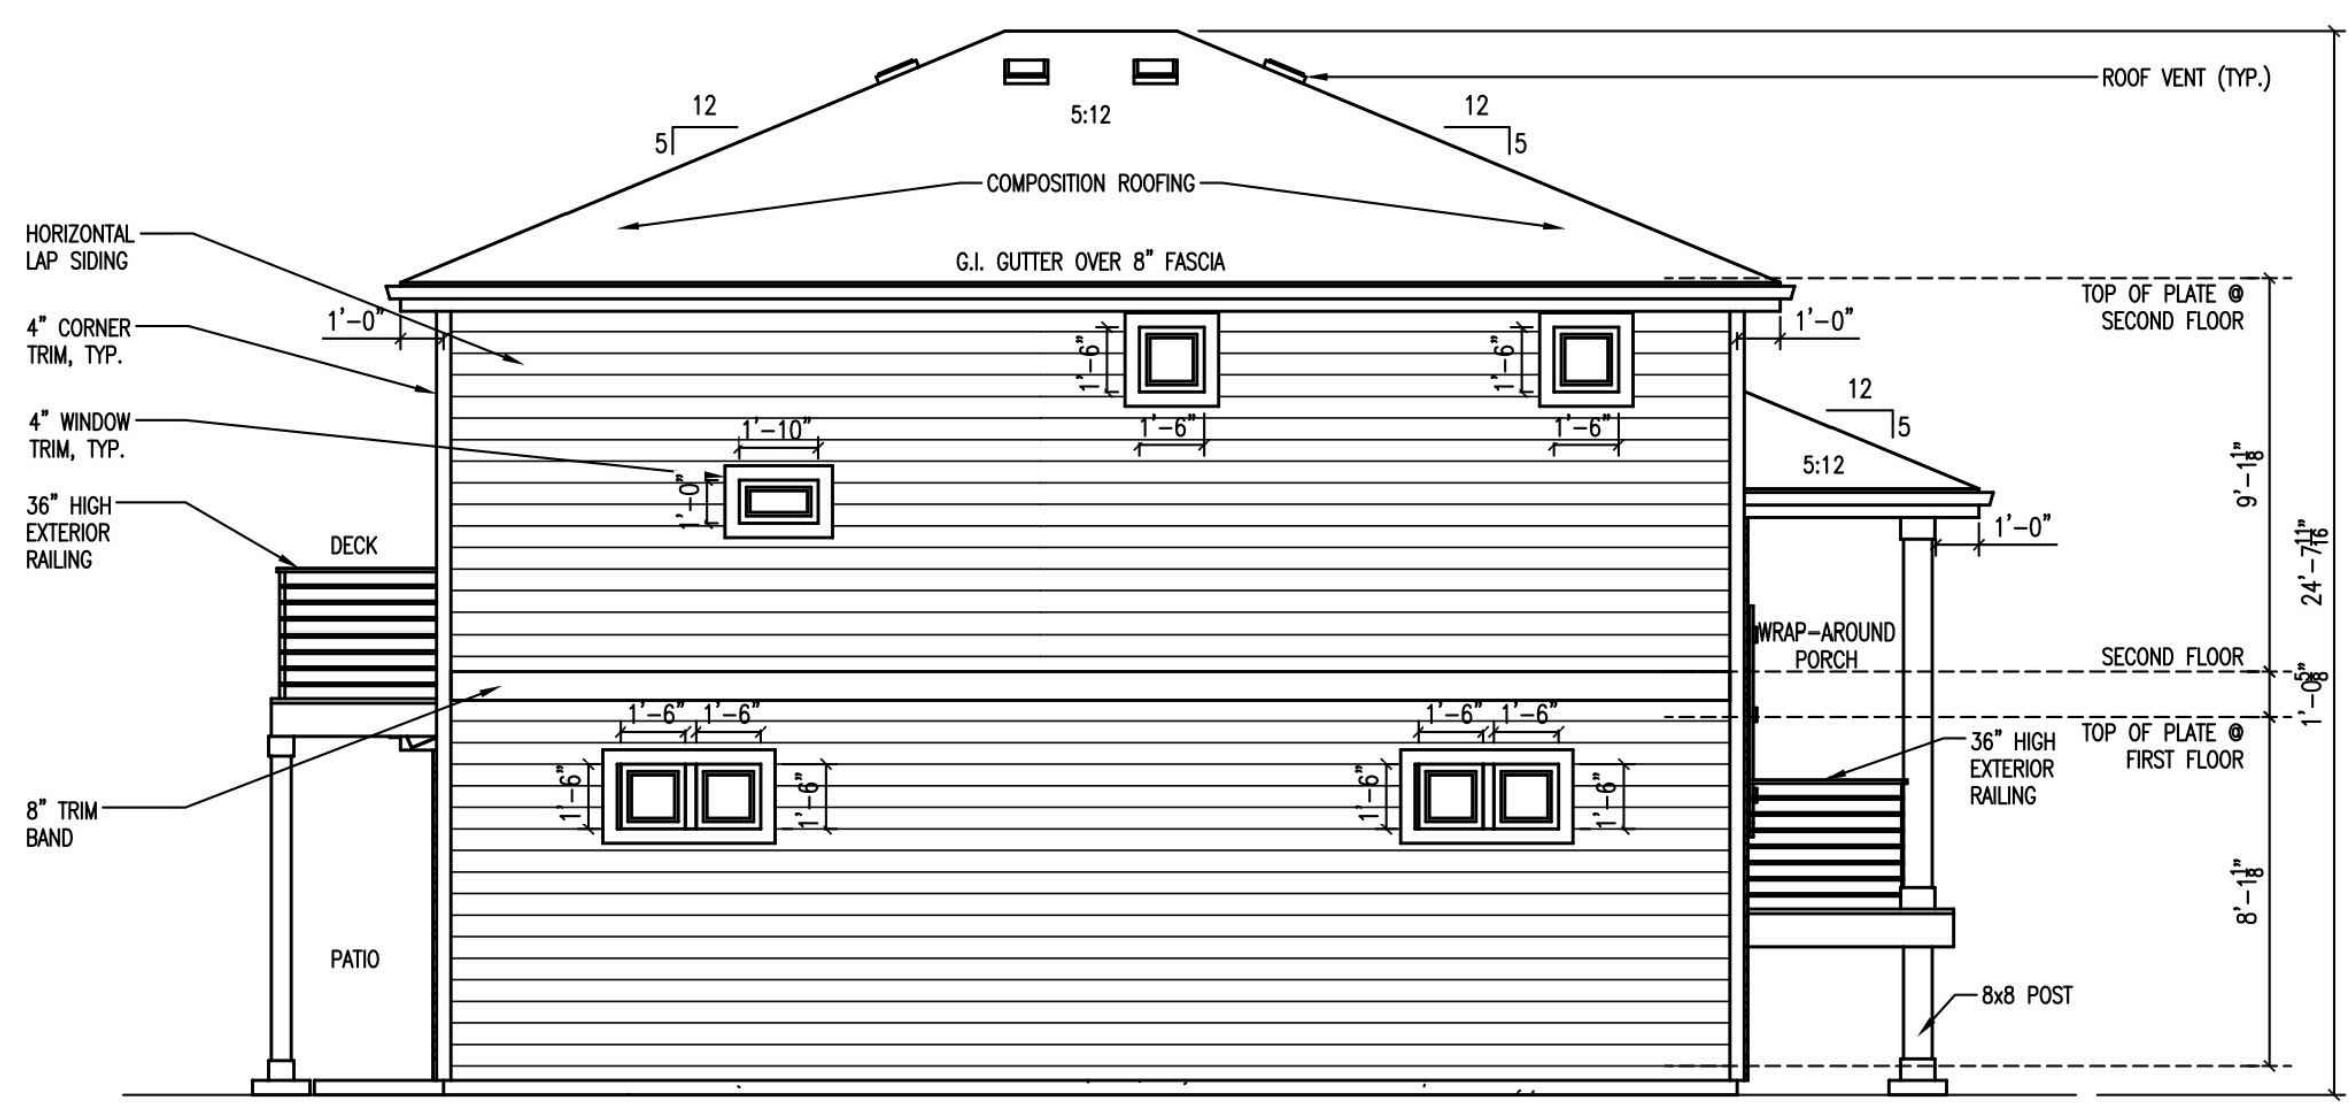 ROOF VENT (TYP.)
12
5
5:12
12
5
COMPOSITION ROOFING
HORIZONTAL
LAP SIDING
G.I. GUTTER OVER 8” FASCIA
TOP OF PLATE @
SECOND FLOOR
4” CORNER
TRIM, TYP.
1'-0”
1'-6”
1'-6”
1'-0”
12
5
5:12
4” WINDOW
TRIM, TYP.
1'-10”
1'-6”
1'-6”
1'-0”
9'-1 1/8”
36” HIGH
EXTERIOR
RAILING
DECK
1'-0”
24'-7 11/16”
WRAP-AROUND
PORCH
SECOND FLOOR
1'-0 5/8”
1'-6”
1'-6”
1'-6”
1'-6”
TOP OF PLATE @
FIRST FLOOR
36” HIGH
EXTERIOR
RAILING
1'-6”
1'-6”
1'-6”
1'-6”
8” TRIM
BAND
8'-1 1/8”
PATIO
8x8 POST